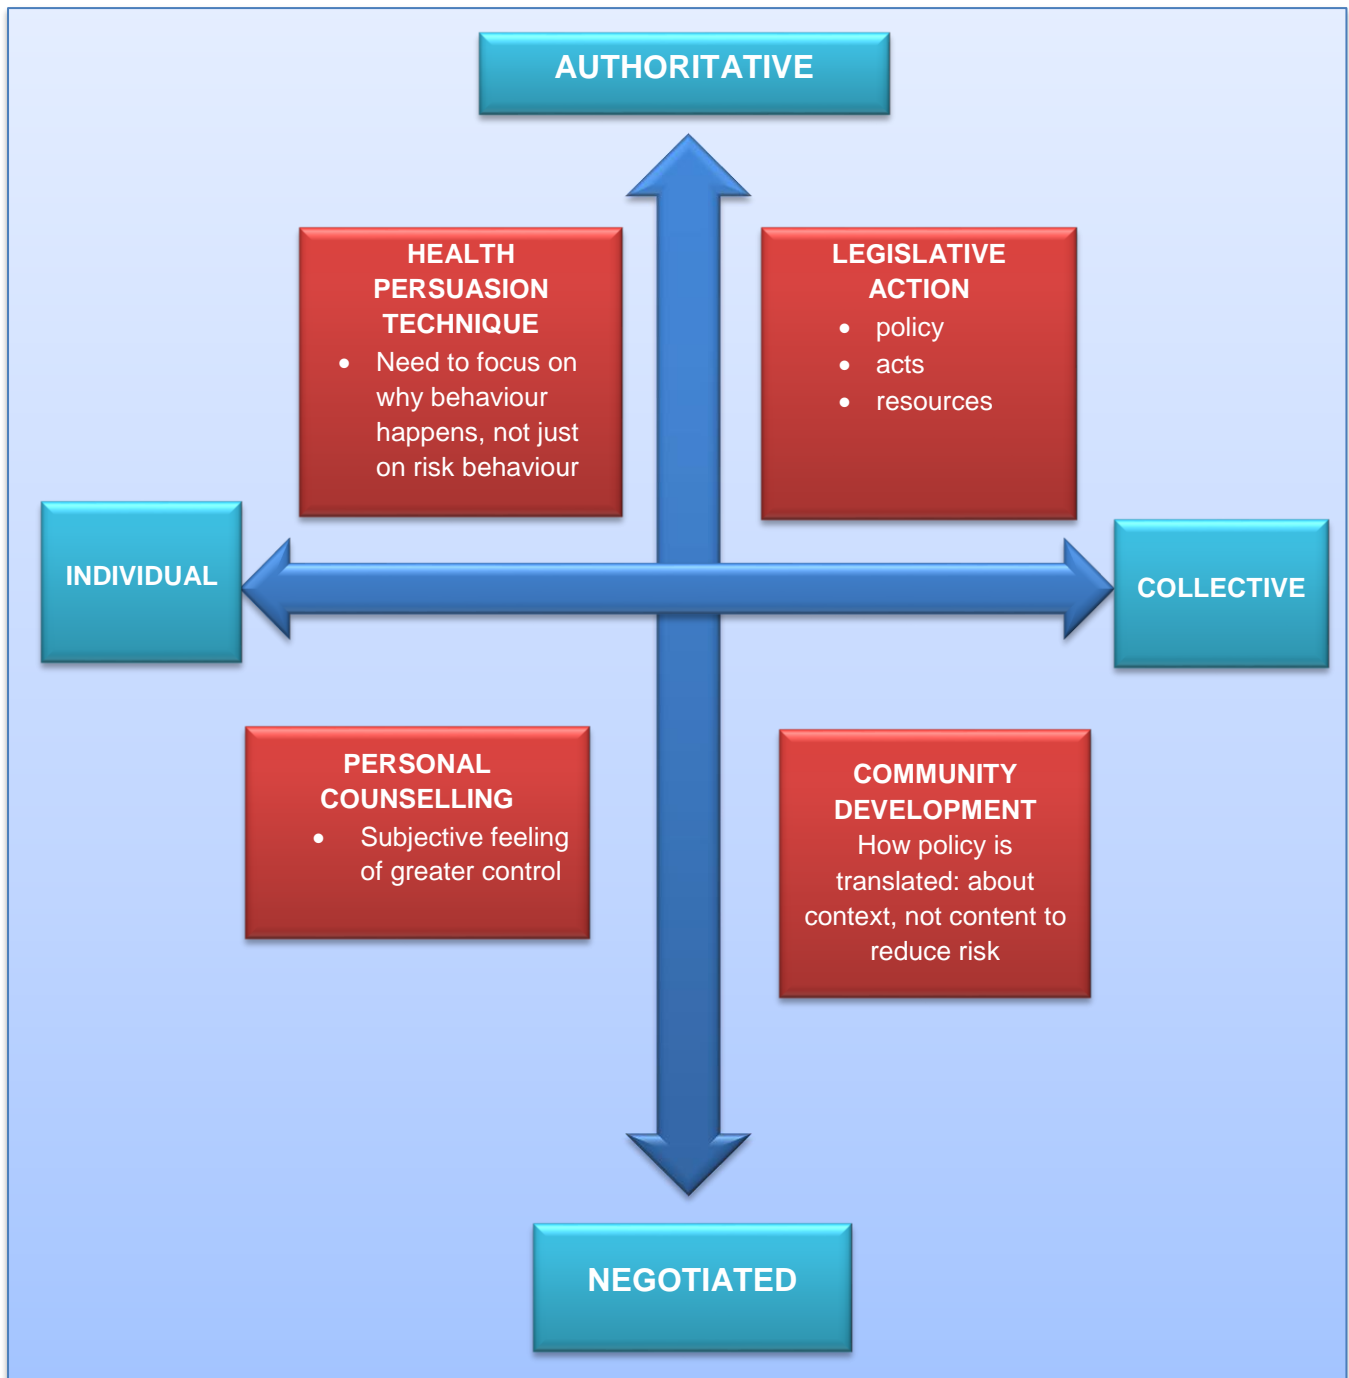 AUTHORITATIVE
HEALTH
PERSUASION
TECHNIQUE
• Need to focus on
why behaviour
happens, not just
on risk behaviour
LEGISLATIVE
ACTION
• policy
• acts
• resources
INDIVIDUAL
COLLECTIVE
PERSONAL
COUNSELLING
• Subjective feeling
of greater control
COMMUNITY
DEVELOPMENT
How policy is
translated: about
context, not content to
reduce risk
NEGOTIATED